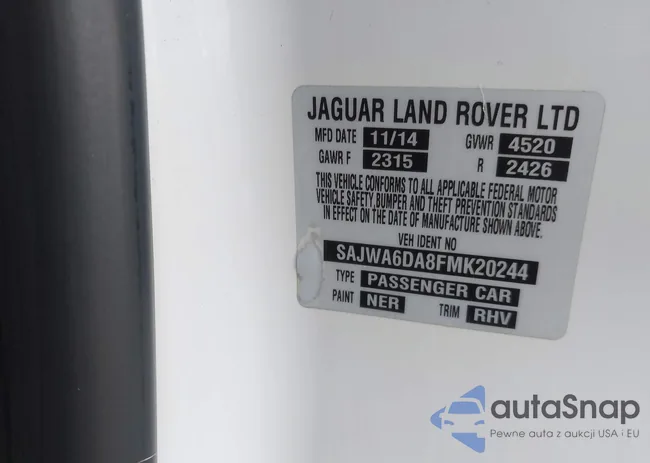 JAGUAR LAND ROVER LTD
MFD DATE 11/14 GVWR 4520
GAWR F 2315 R 2426
THIS VEHICLE CONFORMS TO ALL APPLICABLE FEDERAL MOTOR
VEHICLE SAFETY, BUMPER AND THEFT PREVENTION STANDARDS
IN EFFECT ON THE DATE OF MANUFACTURE SHOWN ABOVE.
VEH IDENT NO
SAJWA6DA8FMK20244
TYPE PASSENGER CAR
PAINT NER TRIM RHV
autaSnap
Pewne auta z aukcji USA i EU